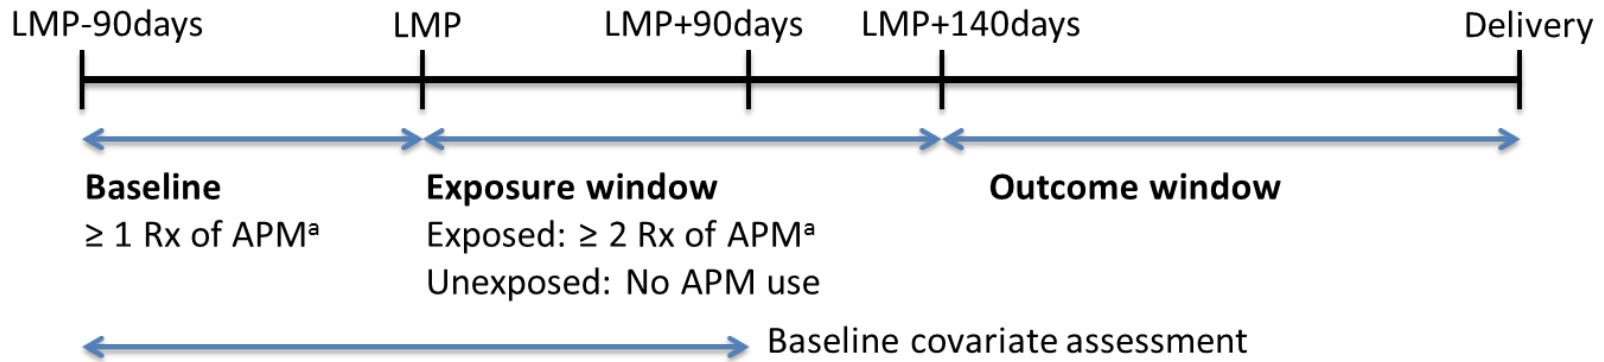 LMP-90days LMP LMP+90days LMP+140days Delivery
Baseline Exposure window Outcome window
≥ 1 Rx of APMᵃ Exposed: ≥ 2 Rx of APMᵃ
Unexposed: No APM use
Baseline covariate assessment